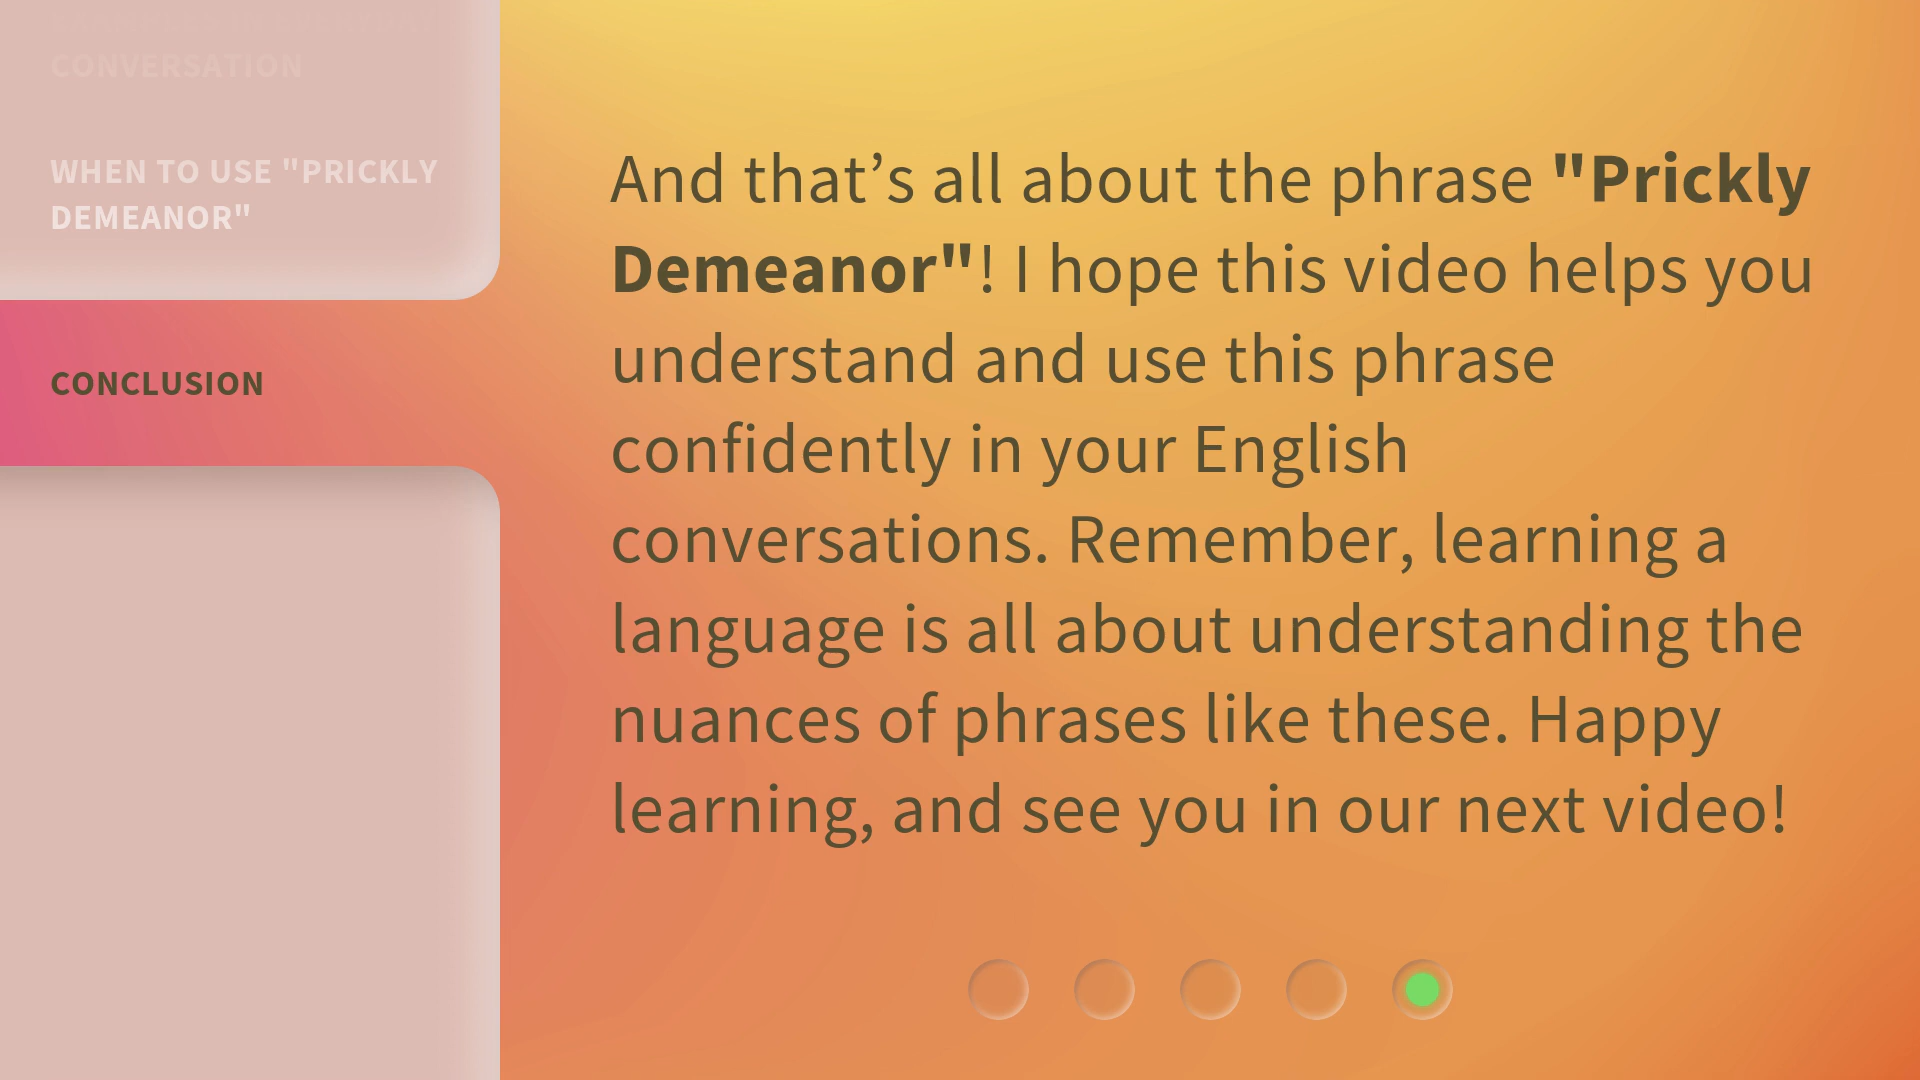 CONVERSATION
WHEN TO USE "PRICKLY
DEMEANOR"
CONCLUSION
And that’s all about the phrase "Prickly
Demeanor"! I hope this video helps you
understand and use this phrase
confidently in your English
conversations. Remember, learning a
language is all about understanding the
nuances of phrases like these. Happy
learning, and see you in our next video!